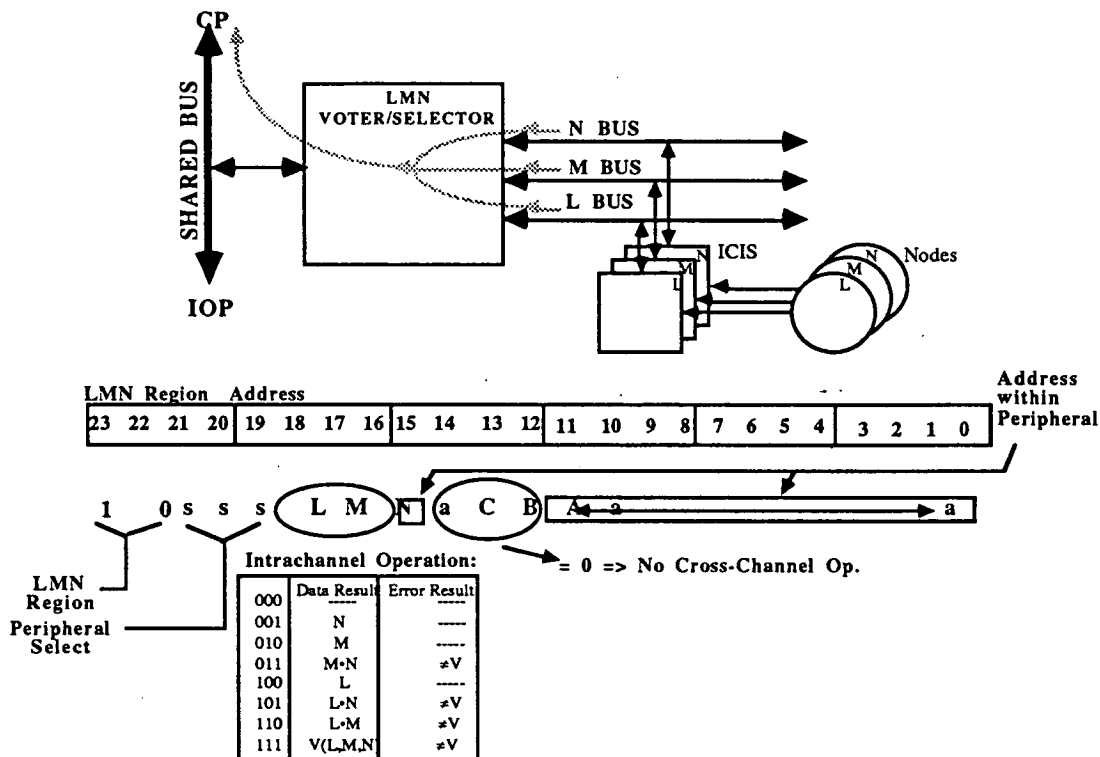 CP
SHARED BUS
IOP
LMN
VOTER/SELECTOR
N BUS
M BUS
L BUS
ICIS
N
M
L
Nodes
N
M
L
LMN Region Address
23 22 21 20 19 18 17 16 15 14 13 12 11 10 9 8 7 6 5 4 3 2 1 0
Address
within
Peripheral
1 0 s s s L M N a C B A a a
= 0 => No Cross-Channel Op.
LMN
Region
Peripheral
Select
Intrachannel Operation:
Data Result Error Result
000 ----- -----
001 N -----
010 M -----
011 M•N ≠V
100 L -----
101 L•N ≠V
110 L•M ≠V
111 V(L,M,N) ≠V